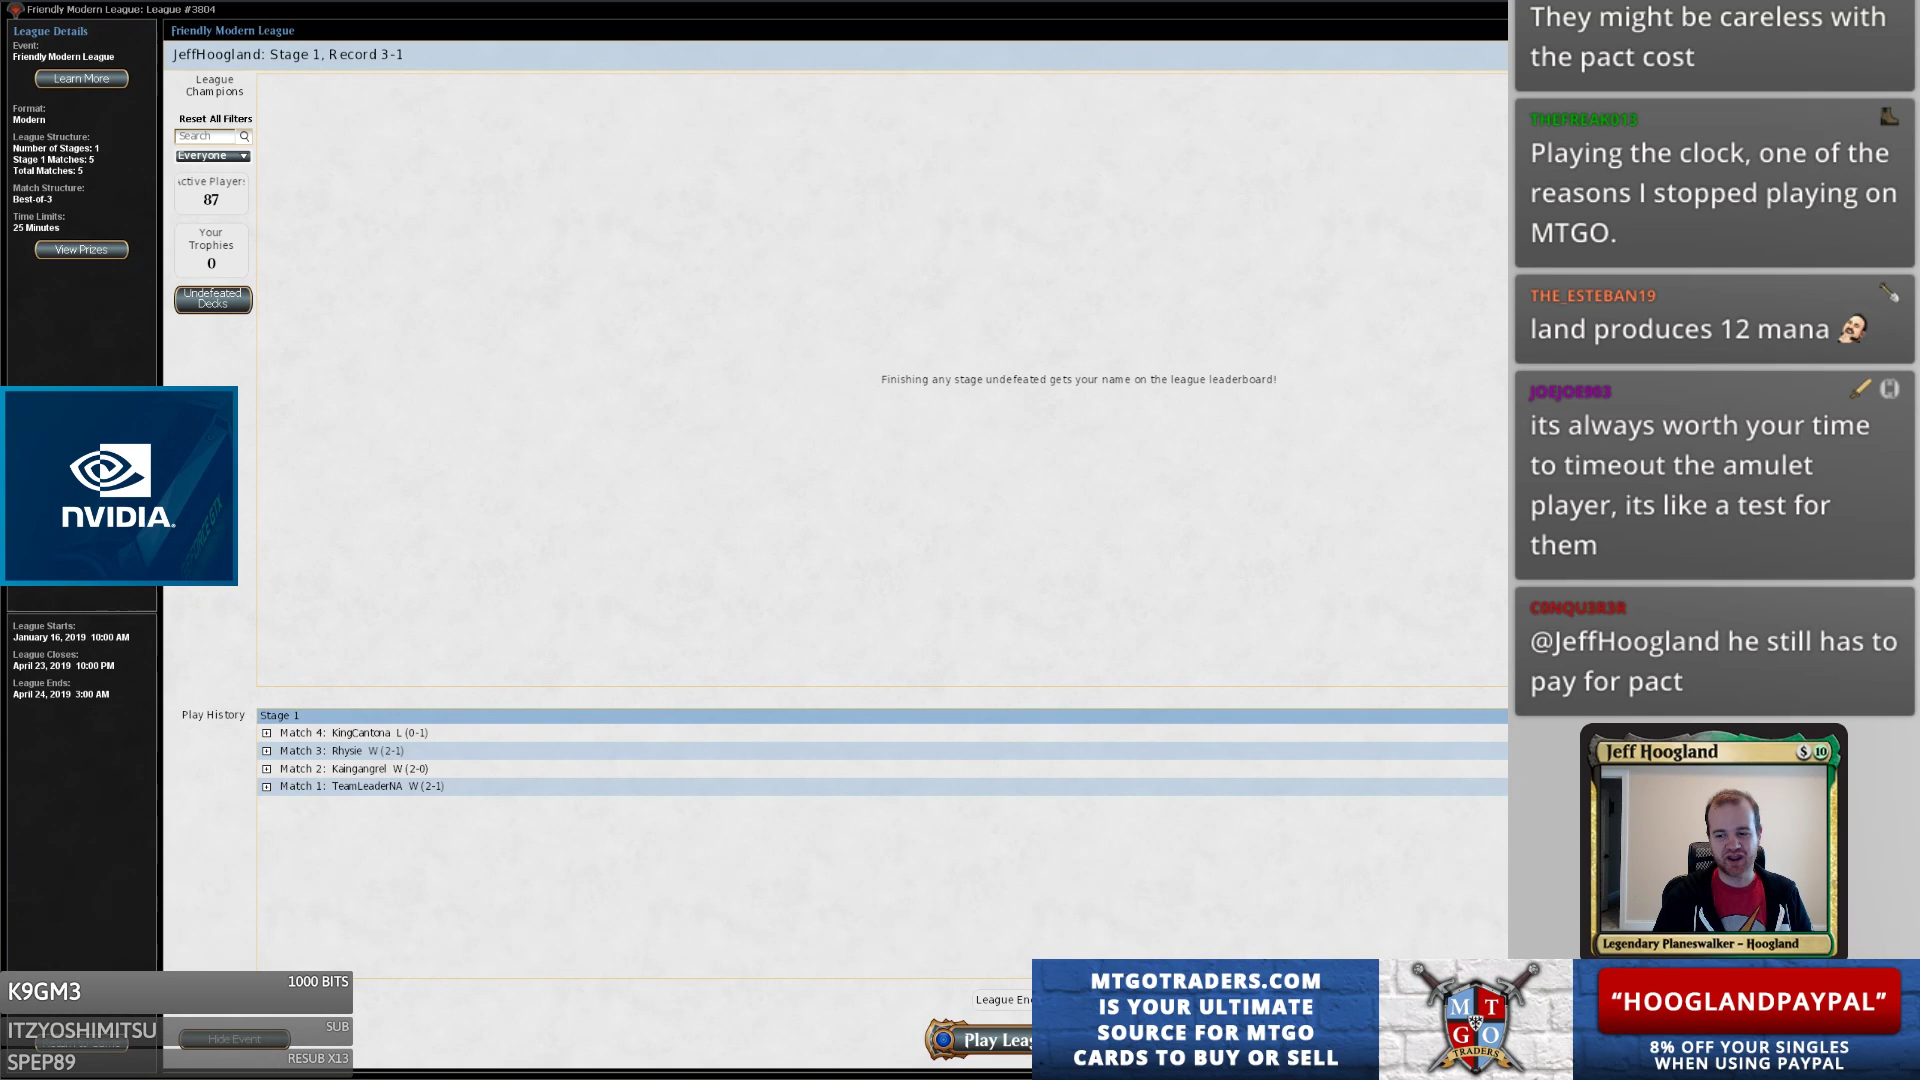 Friendly Modern League: League #3804
League Details
Event:
Friendly Modern League
Learn More
Format:
Modern
League Structure:
Number of Stages: 1
Stage 1 Matches: 5
Total Matches: 5
Match Structure:
Best-of-3
Time Limits:
25 Minutes
View Prizes
NVIDIA.
League Starts:
January 16, 2019 10:00 AM
League Closes:
April 23, 2019 10:00 PM
League Ends:
April 24, 2019 3:00 AM
Friendly Modern League
JeffHoogland: Stage 1, Record 3-1
League
Champions
Reset All Filters
Search
Everyone
Active Players
87
Your
Trophies
0
Undefeated
Decks
Finishing any stage undefeated gets your name on the league leaderboard!
Play History
Stage 1
Match 4: KingCantona L (0-1)
Match 3: Rhysie W (2-1)
Match 2: Kaingangrel W (2-0)
Match 1: TeamLeaderNA W (2-1)
League En
Play Lea
Hide Event
K9GM3
1000 BITS
ITZYOSHIMITSU
SUB
SPEP89
RESUB X13
They might be careless with
the pact cost
THEFREAK013
Playing the clock, one of the
reasons I stopped playing on
MTGO.
THE_ESTEBAN19
land produces 12 mana
JOEJOE983
its always worth your time
to timeout the amulet
player, its like a test for
them
C0NQU3R3R
@JeffHoogland he still has to
pay for pact
Jeff Hoogland
$ 10
Legendary Planeswalker – Hoogland
MTGOTRADERS.COM
IS YOUR ULTIMATE
SOURCE FOR MTGO
CARDS TO BUY OR SELL
M T
G O
TRADERS
"HOOGLANDPAYPAL"
8% OFF YOUR SINGLES
WHEN USING PAYPAL